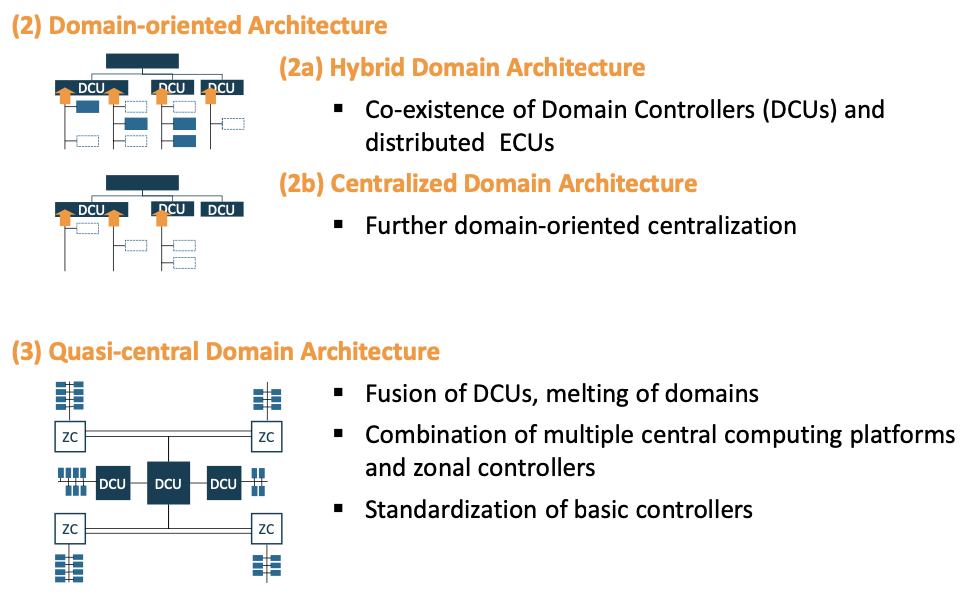 (2) Domain-oriented Architecture
DCU DCU DCU
(2a) Hybrid Domain Architecture
▪ Co-existence of Domain Controllers (DCUs) and
distributed ECUs
DCU DCU DCU
(2b) Centralized Domain Architecture
▪ Further domain-oriented centralization
(3) Quasi-central Domain Architecture
ZC ZC
DCU DCU DCU
ZC ZC
▪ Fusion of DCUs, melting of domains
▪ Combination of multiple central computing platforms
and zonal controllers
▪ Standardization of basic controllers